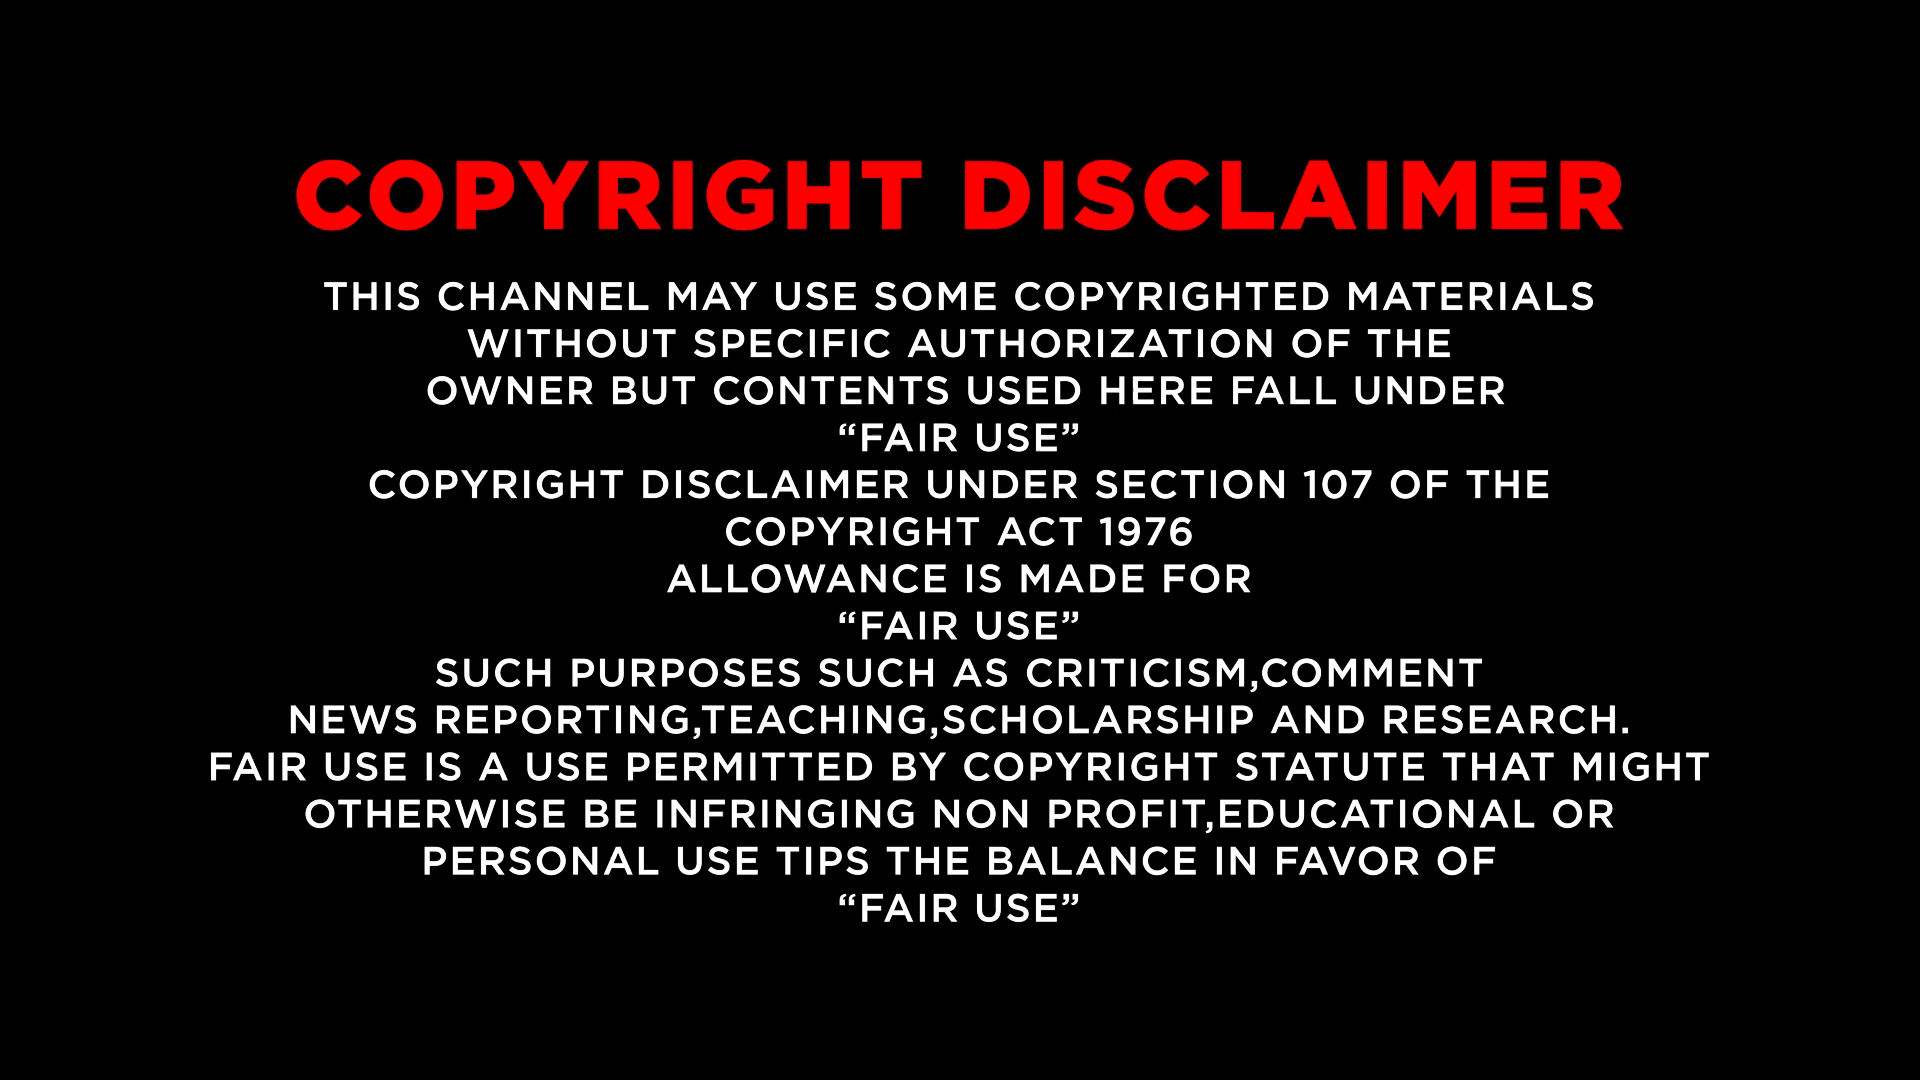 COPYRIGHT DISCLAIMER
THIS CHANNEL MAY USE SOME COPYRIGHTED MATERIALS
WITHOUT SPECIFIC AUTHORIZATION OF THE
OWNER BUT CONTENTS USED HERE FALL UNDER
“FAIR USE”
COPYRIGHT DISCLAIMER UNDER SECTION 107 OF THE
COPYRIGHT ACT 1976
ALLOWANCE IS MADE FOR
“FAIR USE”
SUCH PURPOSES SUCH AS CRITICISM,COMMENT
NEWS REPORTING,TEACHING,SCHOLARSHIP AND RESEARCH.
FAIR USE IS A USE PERMITTED BY COPYRIGHT STATUTE THAT MIGHT
OTHERWISE BE INFRINGING NON PROFIT,EDUCATIONAL OR
PERSONAL USE TIPS THE BALANCE IN FAVOR OF
“FAIR USE”